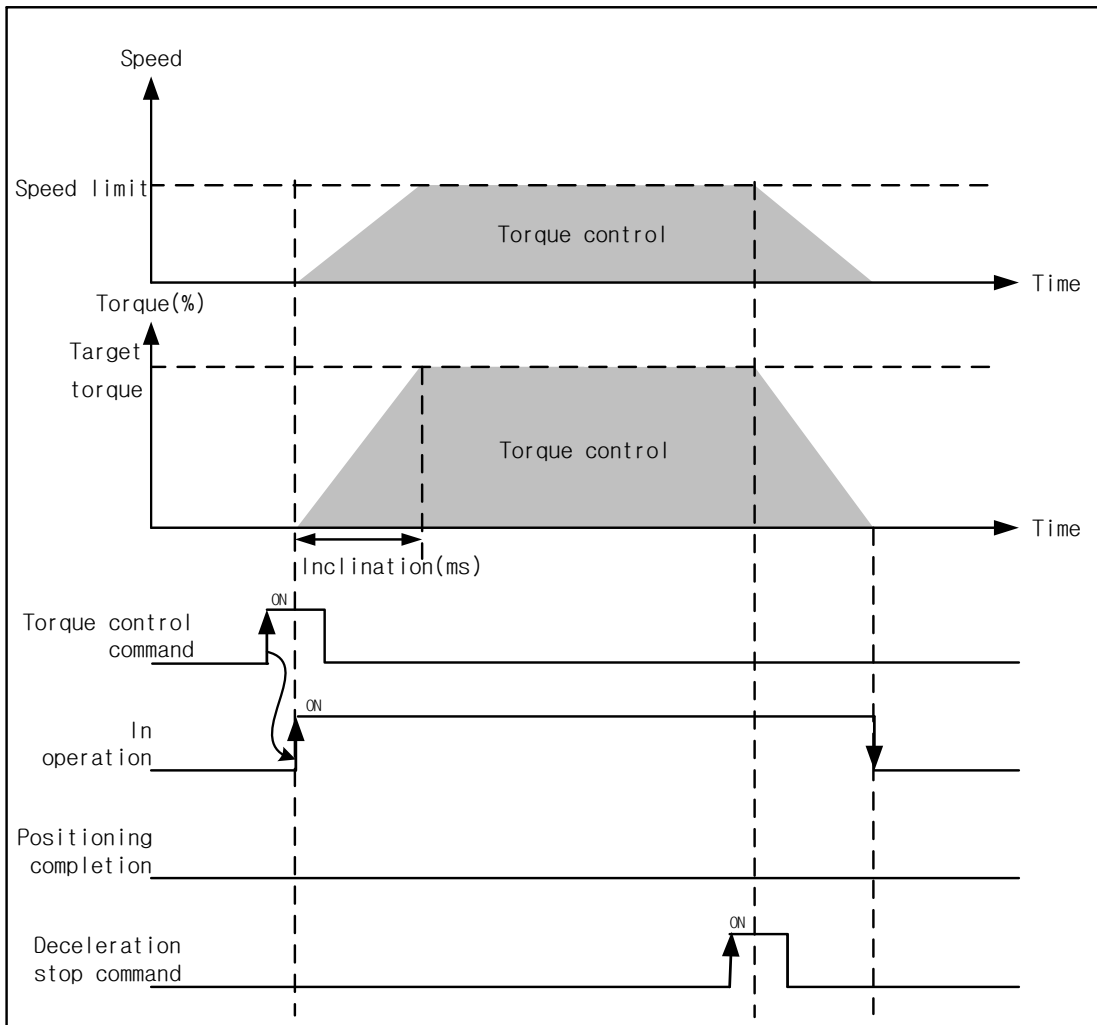 Speed
Speed limit
Torque control
Time
Torque(%)
Target
torque
Torque control
Time
Inclination(ms)
ON
Torque control
command
ON
In
operation
Positioning
completion
ON
Deceleration
stop command